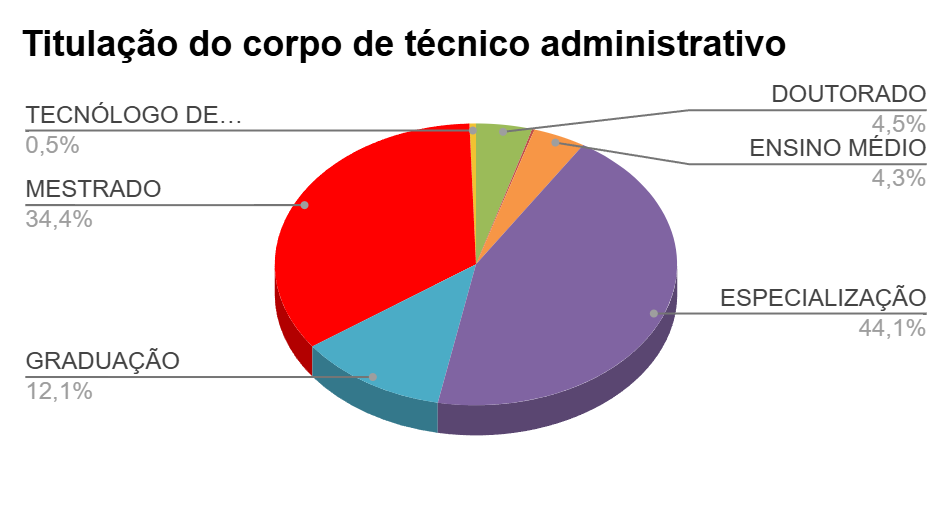 Titulação do corpo de técnico administrativo
TECNÓLOGO DE…
0,5%
MESTRADO
34,4%
GRADUAÇÃO
12,1%
DOUTORADO
4,5%
ENSINO MÉDIO
4,3%
ESPECIALIZAÇÃO
44,1%